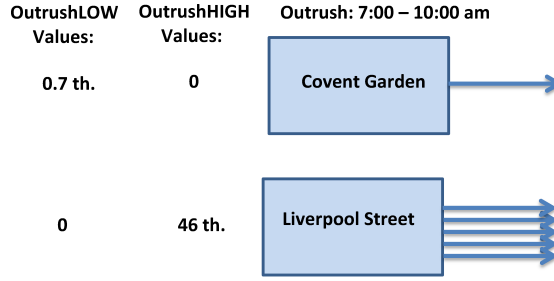 OutrushLOW Values:
OutrushHIGH Values:
Outrush: 7:00 – 10:00 am
0.7 th.
0
Covent Garden
0
46 th.
Liverpool Street